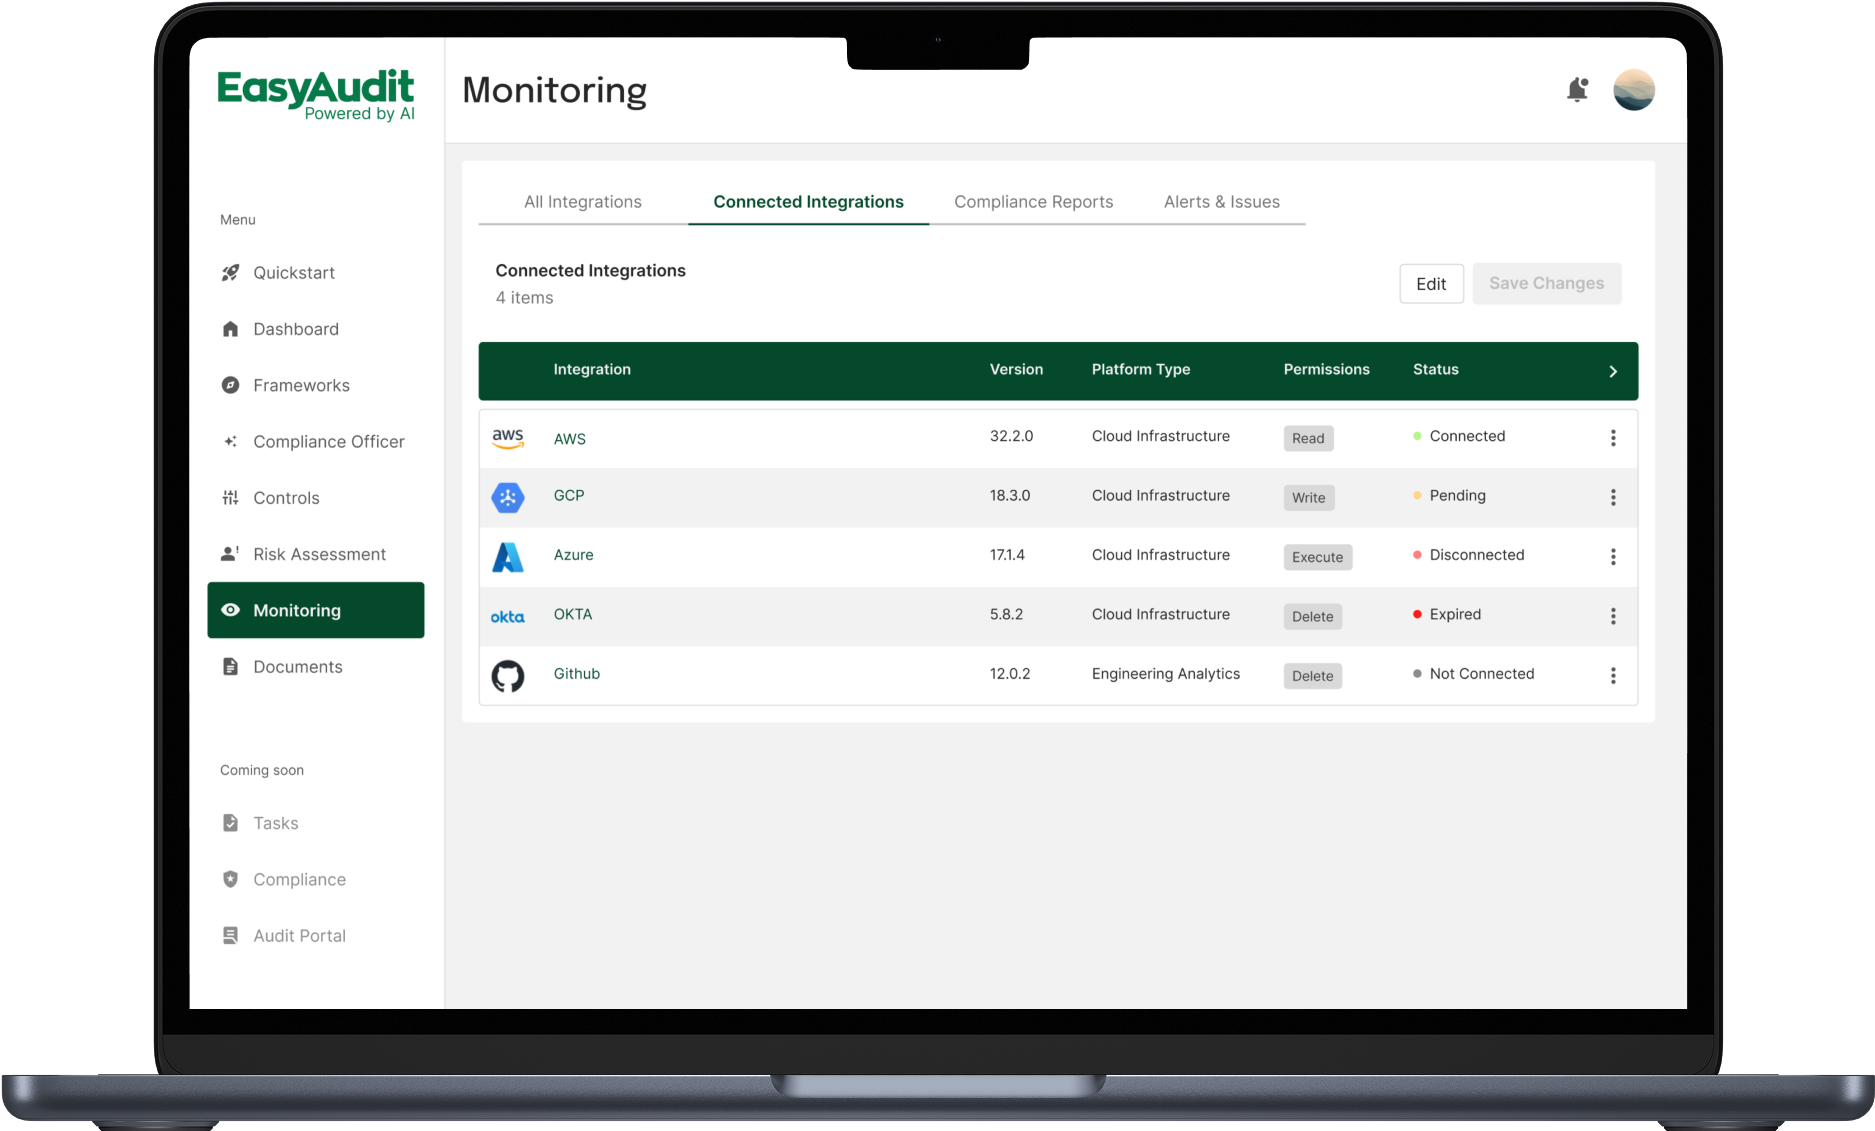 EasyAudit
Powered by AI
Monitoring
Menu
Quickstart
Dashboard
Frameworks
Compliance Officer
Controls
Risk Assessment
Monitoring
Documents
Coming soon
Tasks
Compliance
Audit Portal
All Integrations Connected Integrations Compliance Reports Alerts & Issues
Connected Integrations
4 items
Edit Save Changes
Integration Version Platform Type Permissions Status
aws AWS 32.2.0 Cloud Infrastructure Read Connected
GCP 18.3.0 Cloud Infrastructure Write Pending
Azure 17.1.4 Cloud Infrastructure Execute Disconnected
okta OKTA 5.8.2 Cloud Infrastructure Delete Expired
Github 12.0.2 Engineering Analytics Delete Not Connected